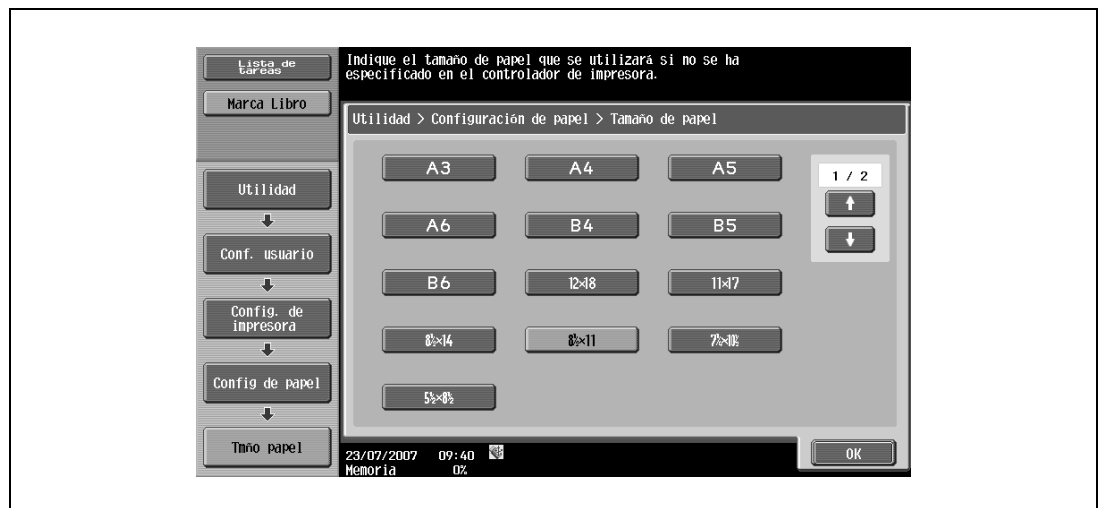 Lista de
tareas
Indique el tamaño de papel que se utilizará si no se ha
especificado en el controlador de impresora.
Marca Libro
Utilidad > Configuración de papel > Tamaño de papel
A3 A4 A5
1 / 2
Utilidad
A6 B4 B5
Conf. usuario
B6 12×18 11×17
Config. de
impresora
8½×14 8½×11 7¼×10½
Config de papel
5½×8½
Tmño papel
OK
23/07/2007 09:40
Memoria 0%